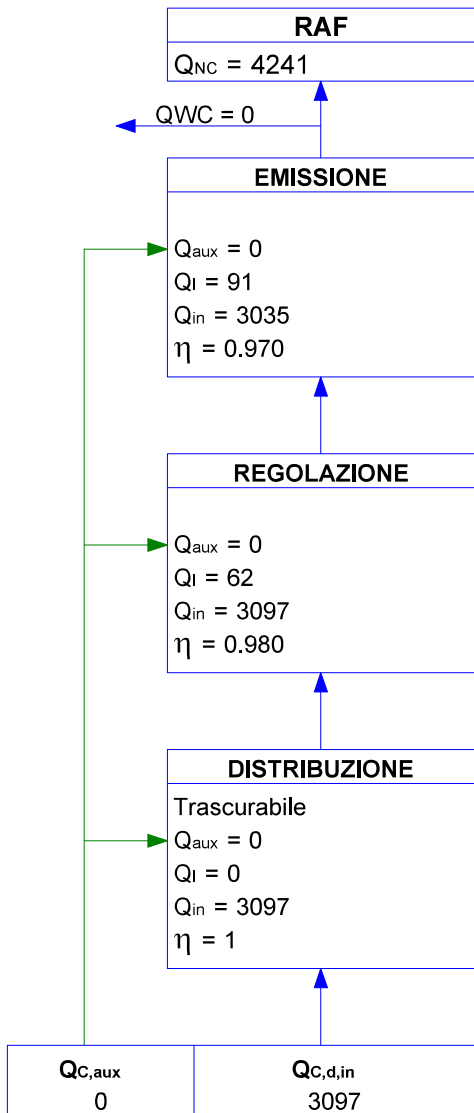 RAF
QNC = 4241
QWC = 0
EMISSIONE
Qaux = 0
Ql = 91
Qin = 3035
η = 0.970
REGOLAZIONE
Qaux = 0
Ql = 62
Qin = 3097
η = 0.980
DISTRIBUZIONE
Trascurabile
Qaux = 0
Ql = 0
Qin = 3097
η = 1
QC,aux QC,d,in
0 3097